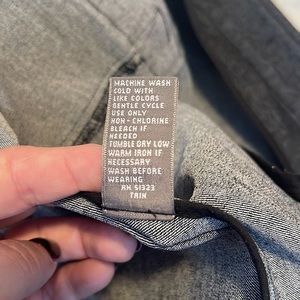 MACHINE WASH
COLD WITH
LIKE COLORS
GENTLE CYCLE
USE ONLY
NON - CHLORINE
BLEACH IF
NEEDED
TUMBLE DRY LOW
WARM IRON IF
NECESSARY
WASH BEFORE
WEARING
RN 51323
TRIN